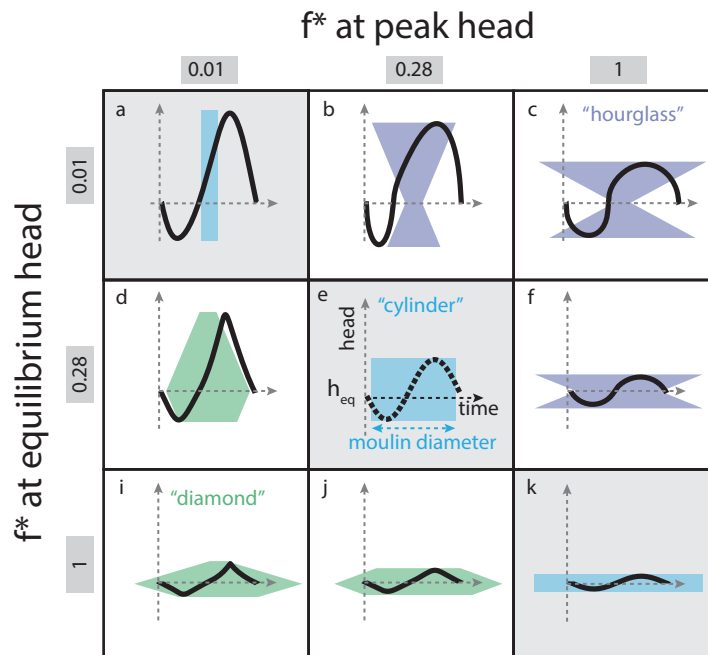 f* at peak head
0.01
0.28
1
f* at equilibrium head
0.01
a
b
c
"hourglass"
0.28
d
e
"cylinder"
head
h_eq
time
moulin diameter
f
1
i
"diamond"
j
k